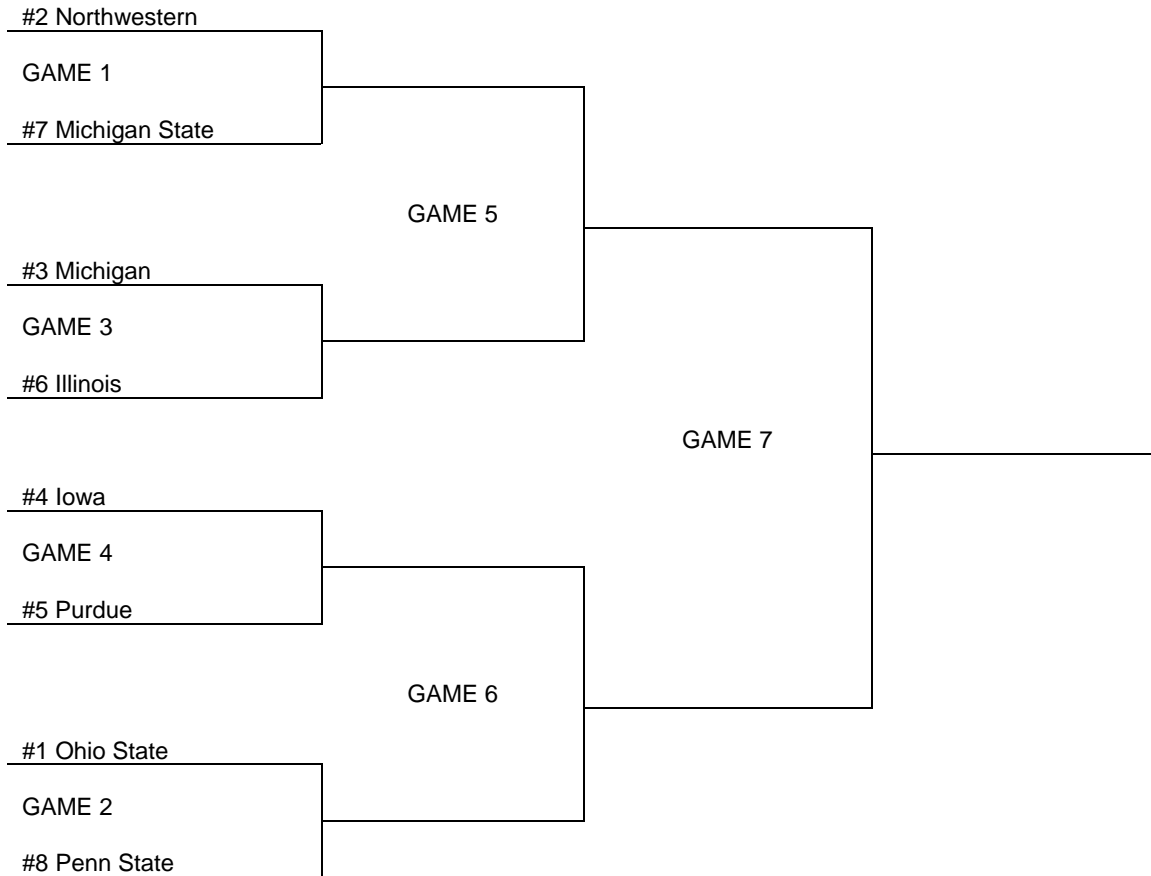 #2 Northwestern
GAME 1
#7 Michigan State
GAME 5
#3 Michigan
GAME 3
#6 Illinois
GAME 7
#4 Iowa
GAME 4
#5 Purdue
GAME 6
#1 Ohio State
GAME 2
#8 Penn State